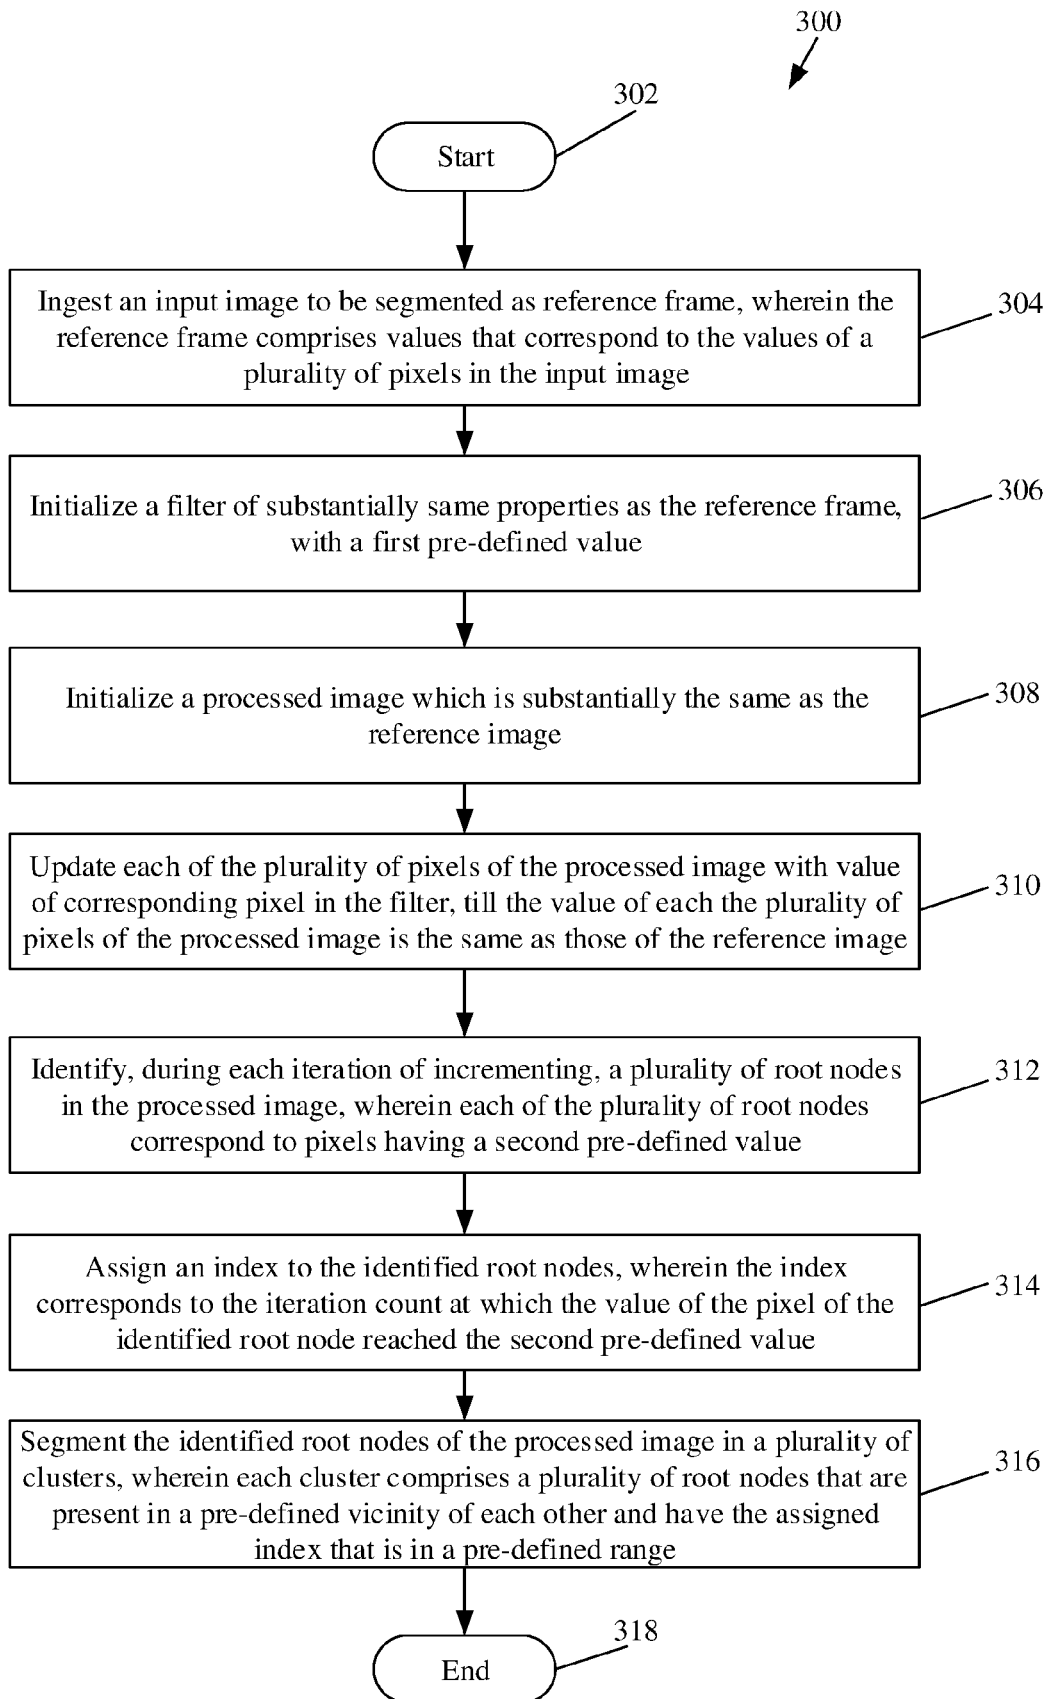 300
302
Start
Ingest an input image to be segmented as reference frame, wherein the
reference frame comprises values that correspond to the values of a
plurality of pixels in the input image
304
Initialize a filter of substantially same properties as the reference frame,
with a first pre-defined value
306
Initialize a processed image which is substantially the same as the
reference image
308
Update each of the plurality of pixels of the processed image with value
of corresponding pixel in the filter, till the value of each the plurality of
pixels of the processed image is the same as those of the reference image
310
Identify, during each iteration of incrementing, a plurality of root nodes
in the processed image, wherein each of the plurality of root nodes
correspond to pixels having a second pre-defined value
312
Assign an index to the identified root nodes, wherein the index
corresponds to the iteration count at which the value of the pixel of the
identified root node reached the second pre-defined value
314
Segment the identified root nodes of the processed image in a plurality of
clusters, wherein each cluster comprises a plurality of root nodes that are
present in a pre-defined vicinity of each other and have the assigned
index that is in a pre-defined range
316
318
End